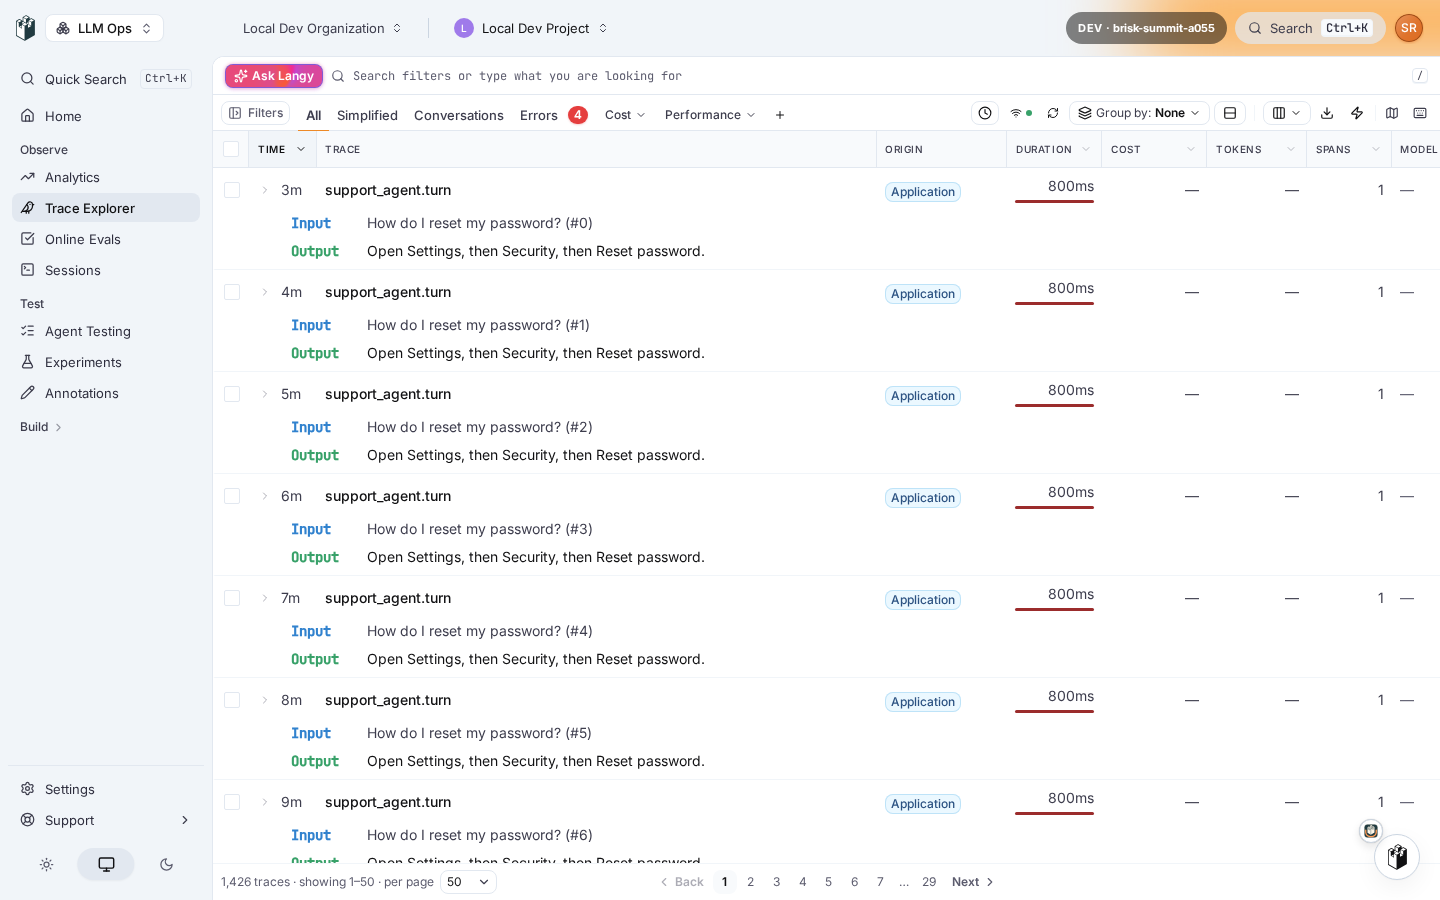 LLM Ops
Local Dev Organization
L
Local Dev Project
DEV · brisk-summit-a055
Search
Ctrl+K
SR
Quick Search
Ctrl+K
Home
Observe
Analytics
Trace Explorer
Online Evals
Sessions
Test
Agent Testing
Experiments
Annotations
Build
Settings
Support
Ask Langy
Search filters or type what you are looking for
/
Filters
All
Simplified
Conversations
Errors
4
Cost
Performance
+
Group by: None
TIME
TRACE
ORIGIN
DURATION
COST
TOKENS
SPANS
MODEL
3m support_agent.turn Application 800ms — — 1 —
Input How do I reset my password? (#0)
Output Open Settings, then Security, then Reset password.
4m support_agent.turn Application 800ms — — 1 —
Input How do I reset my password? (#1)
Output Open Settings, then Security, then Reset password.
5m support_agent.turn Application 800ms — — 1 —
Input How do I reset my password? (#2)
Output Open Settings, then Security, then Reset password.
6m support_agent.turn Application 800ms — — 1 —
Input How do I reset my password? (#3)
Output Open Settings, then Security, then Reset password.
7m support_agent.turn Application 800ms — — 1 —
Input How do I reset my password? (#4)
Output Open Settings, then Security, then Reset password.
8m support_agent.turn Application 800ms — — 1 —
Input How do I reset my password? (#5)
Output Open Settings, then Security, then Reset password.
9m support_agent.turn Application 800ms — — 1 —
Input How do I reset my password? (#6)
Output Open Settings, then Security, then Reset password.
1,426 traces · showing 1–50 · per page 50
Back 1 2 3 4 5 6 7 ... 29 Next